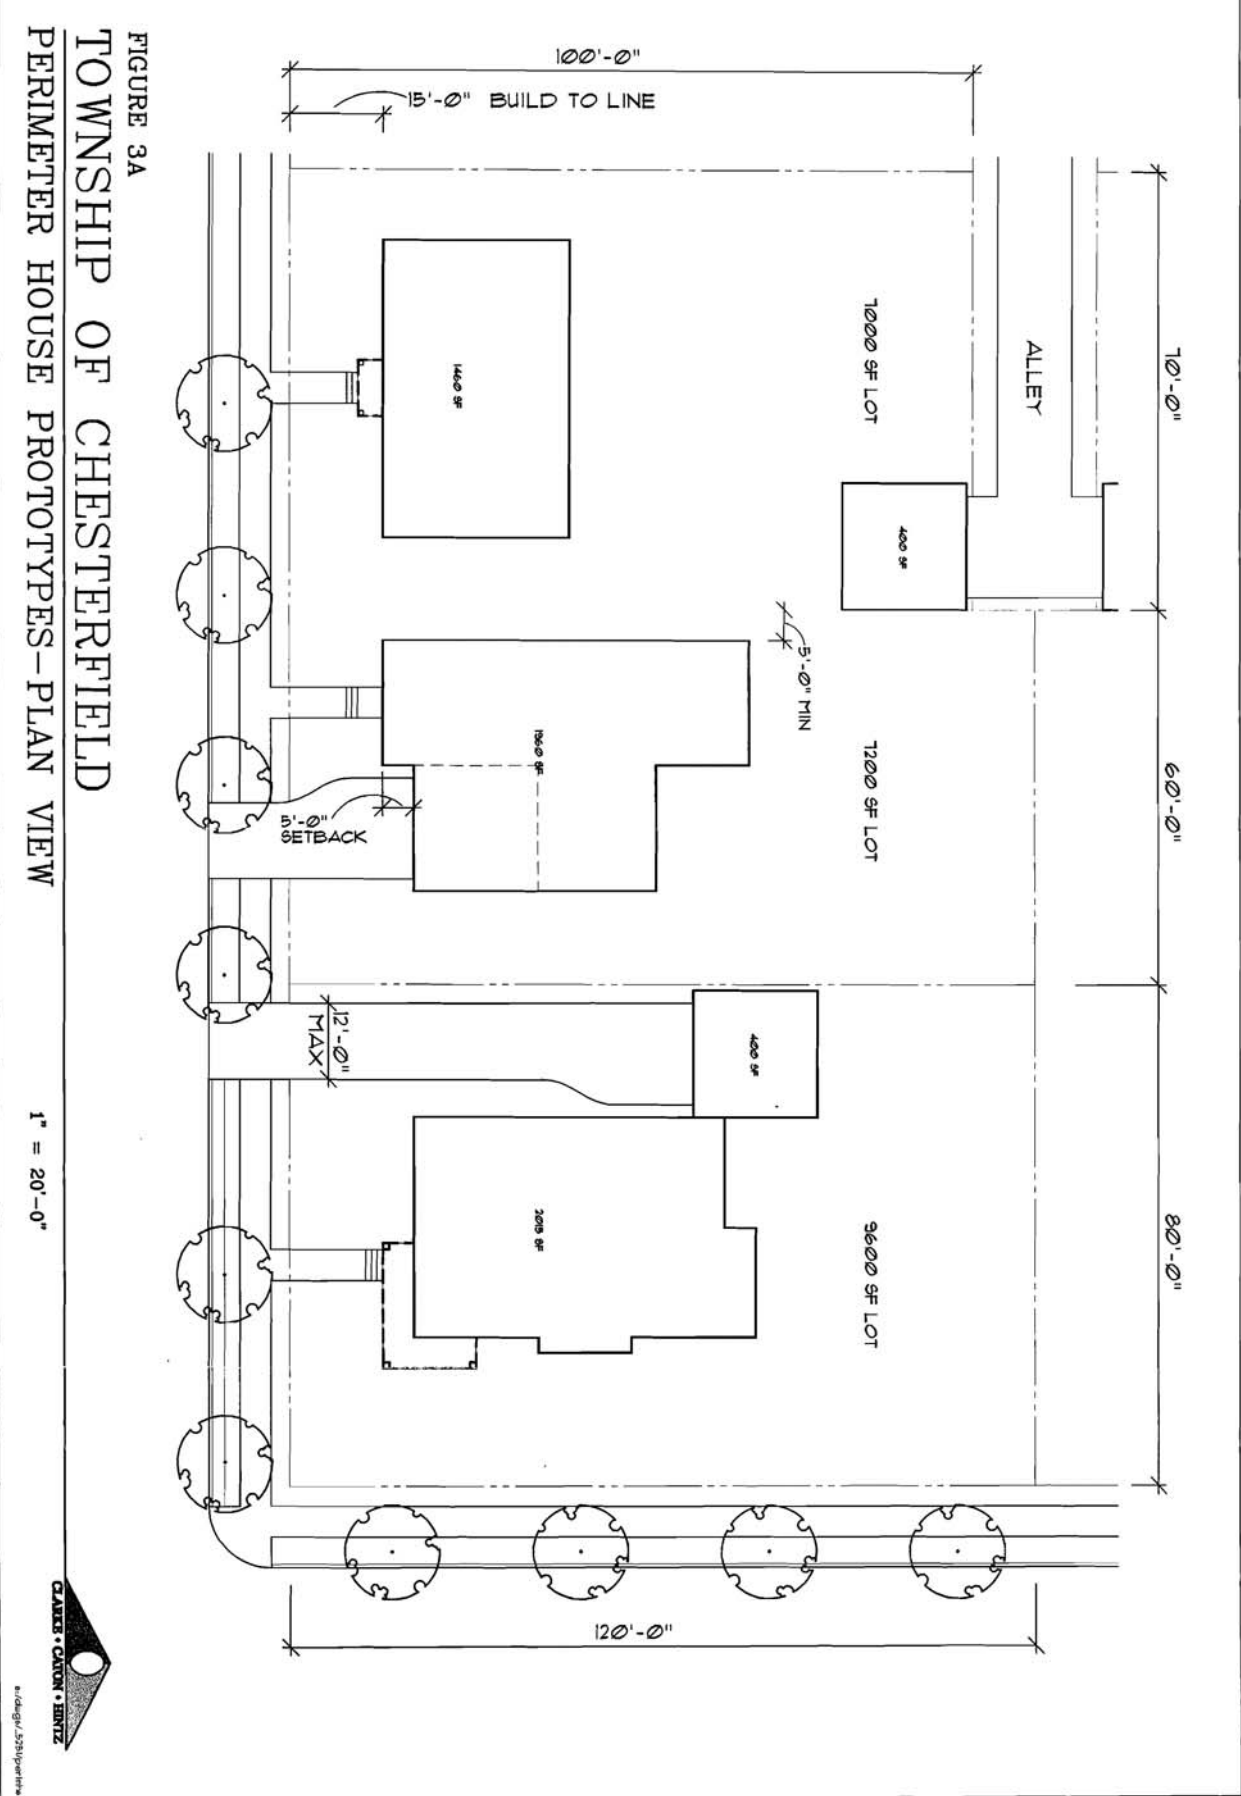 100'-0"
15'-0" BUILD TO LINE
70'-0"
60'-0"
80'-0"
ALLEY
7000 SF LOT
7200 SF LOT
9600 SF LOT
400 SF
5'-0" MIN
400 SF
1460 SF
1960 SF
2015 SF
5'-0"
SETBACK
12'-0"
MAX
120'-0"
FIGURE 3A
TOWNSHIP OF CHESTERFIELD
PERIMETER HOUSE PROTOTYPES-PLAN VIEW
1" = 20'-0"
CLARKE • CATON • HINTZ